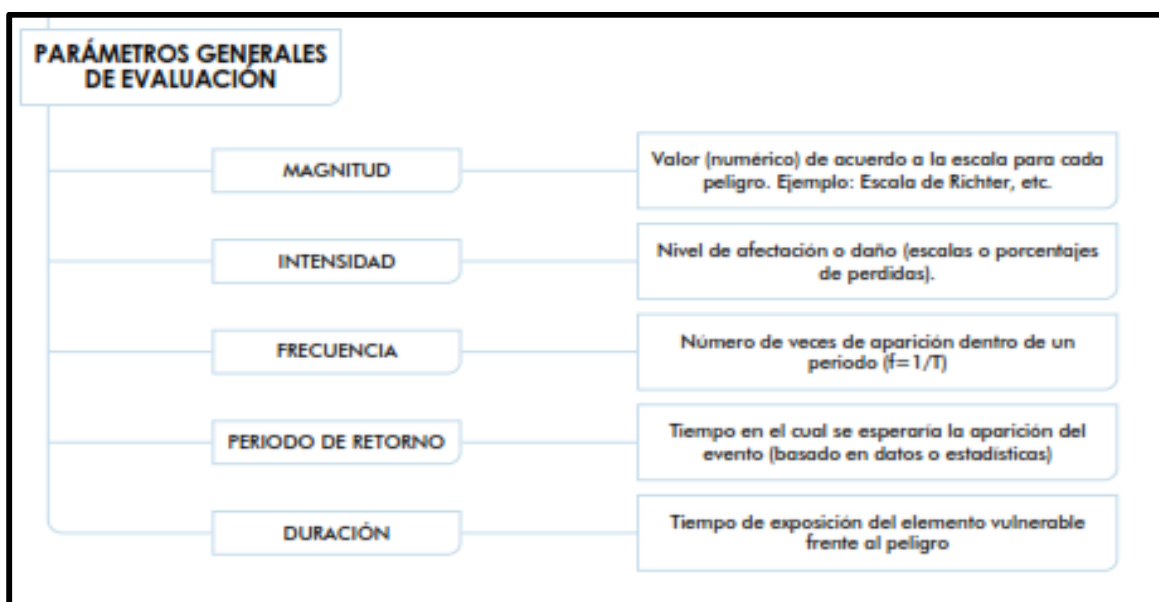 PARÁMETROS GENERALES
DE EVALUACIÓN
MAGNITUD
Valor (numérico) de acuerdo a la escala para cada
peligro. Ejemplo: Escala de Richter, etc.
INTENSIDAD
Nivel de afectación o daño (escalas o porcentajes
de perdidas).
FRECUENCIA
Número de veces de aparición dentro de un
periodo (f=1/T)
PERIODO DE RETORNO
Tiempo en el cual se esperaría la aparición del
evento (basado en datos o estadísticas)
DURACIÓN
Tiempo de exposición del elemento vulnerable
frente al peligro